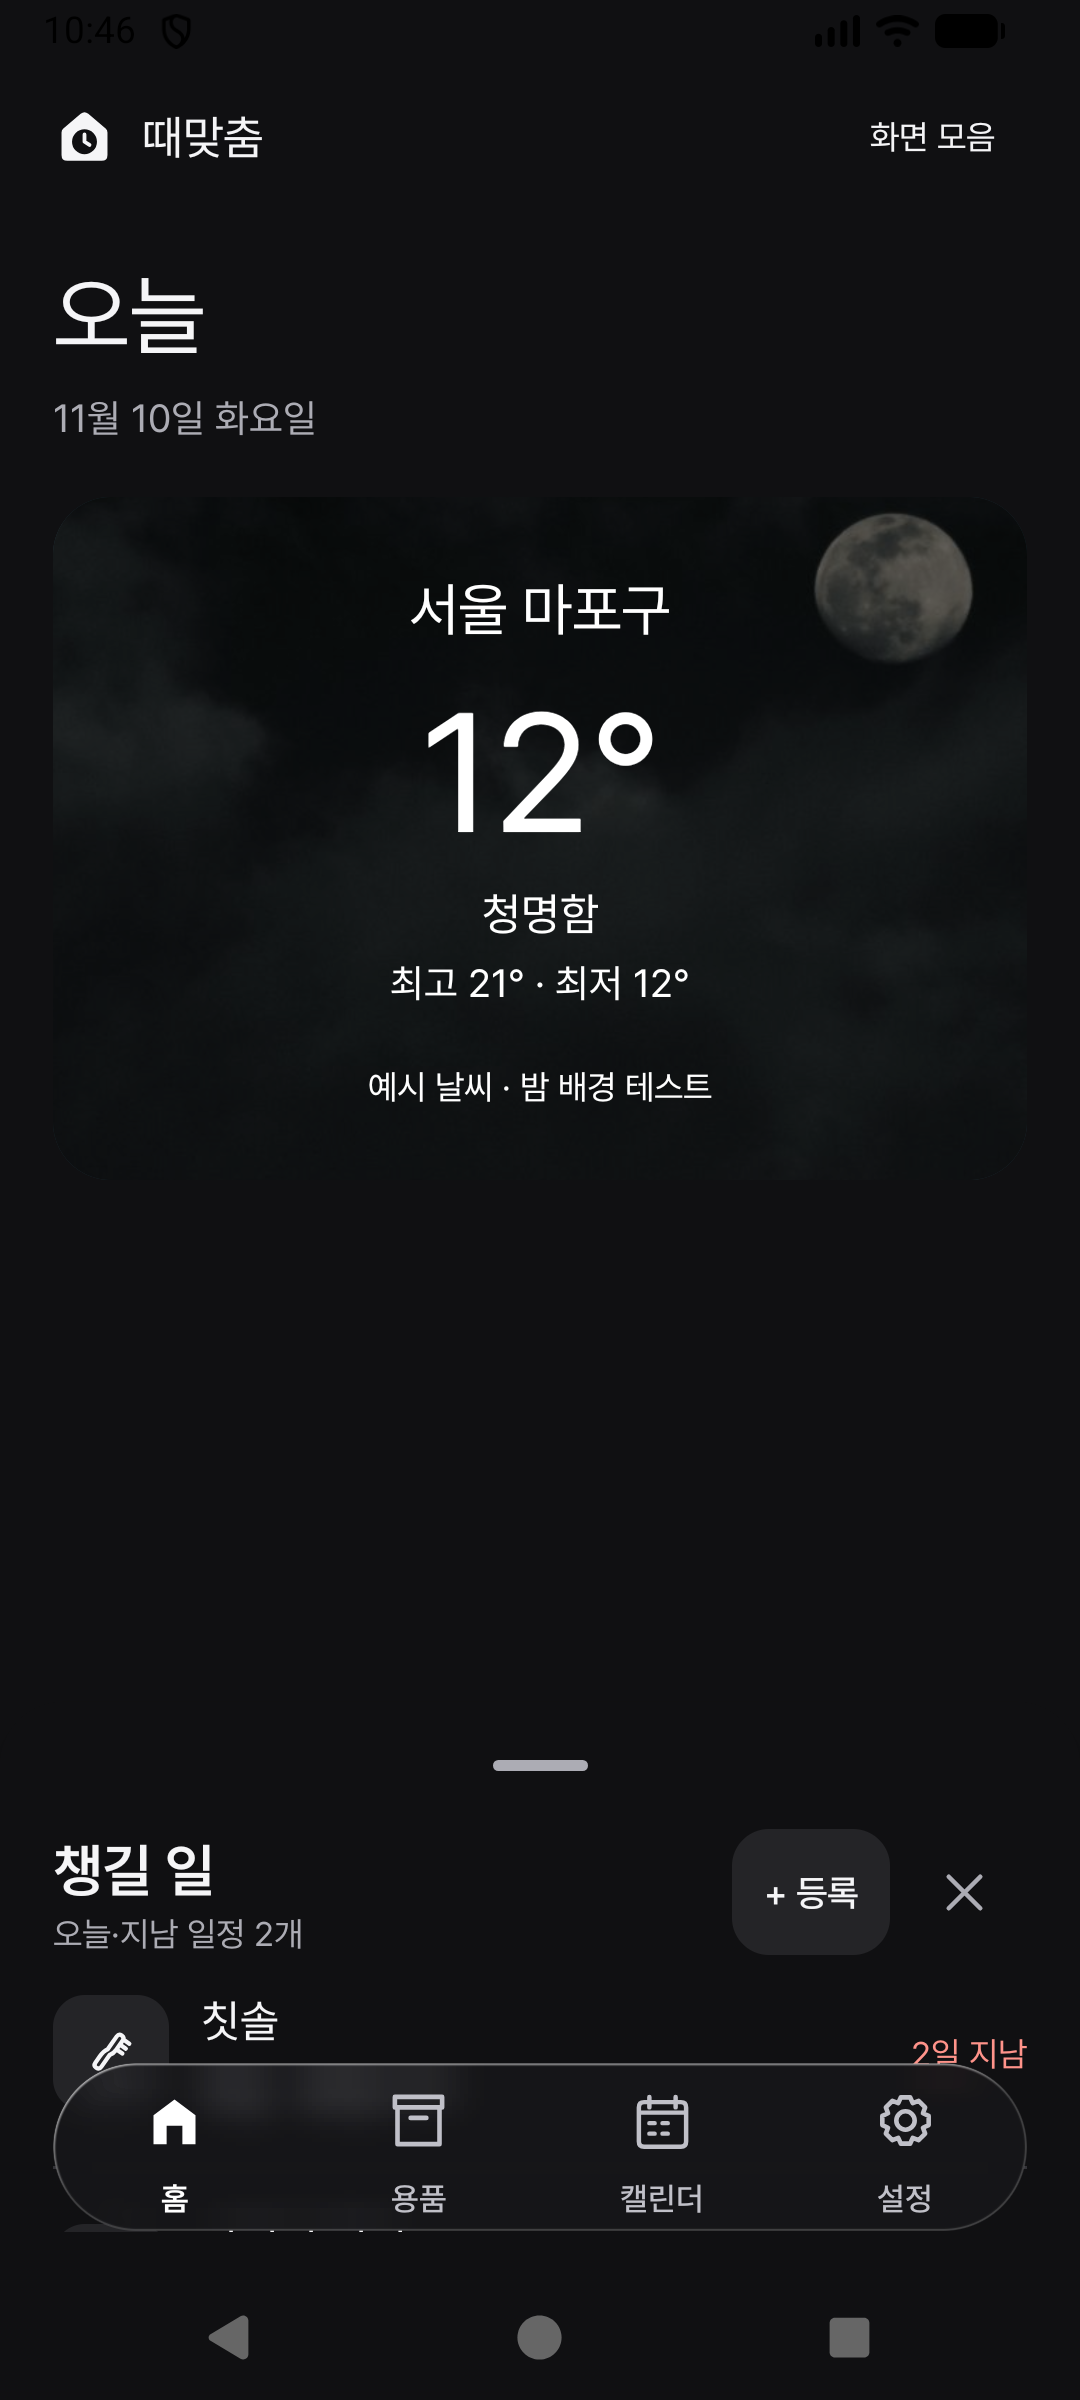 10:46
때맞춤
화면 모음
오늘
11월 10일 화요일
서울 마포구
12°
청명함
최고 21° · 최저 12°
예시 날씨 · 밤 배경 테스트
챙길 일
오늘·지남 일정 2개
+ 등록
칫솔
2일 지남
홈
용품
캘린더
설정